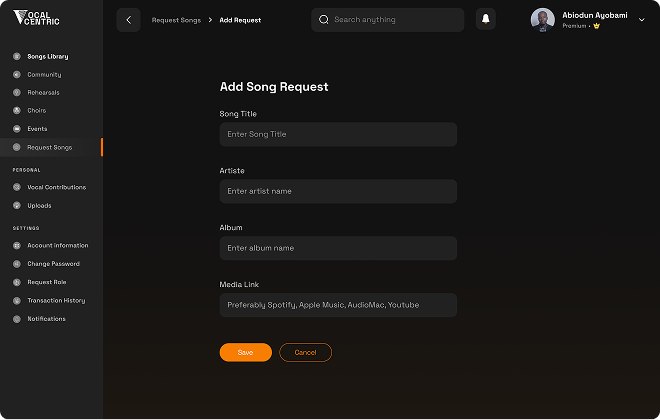 VOCAL
CENTRIC
Request Songs > Add Request
Search anything
Abiodun Ayobami
Premium •
Songs Library
Community
Rehearsals
Choirs
Events
Request Songs
PERSONAL
Vocal Contributions
Uploads
SETTINGS
Account information
Change Password
Request Role
Transaction History
Notifications
Add Song Request
Song Title
Enter Song Title
Artiste
Enter artist name
Album
Enter album name
Media Link
Preferably Spotify, Apple Music, AudioMac, Youtube
Save
Cancel